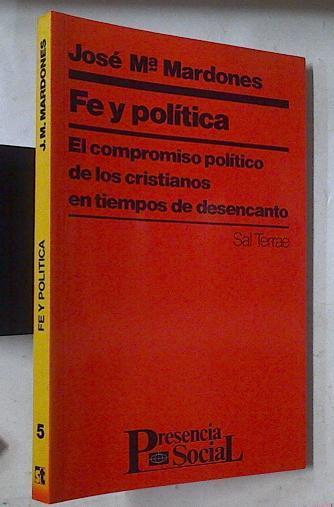 José Mª Mardones
Fe y política
El compromiso político
de los cristianos
en tiempos de desencanto
Sal Terrae
Presencia
Social
J. M. MARDONES
FE Y POLITICA
5
st